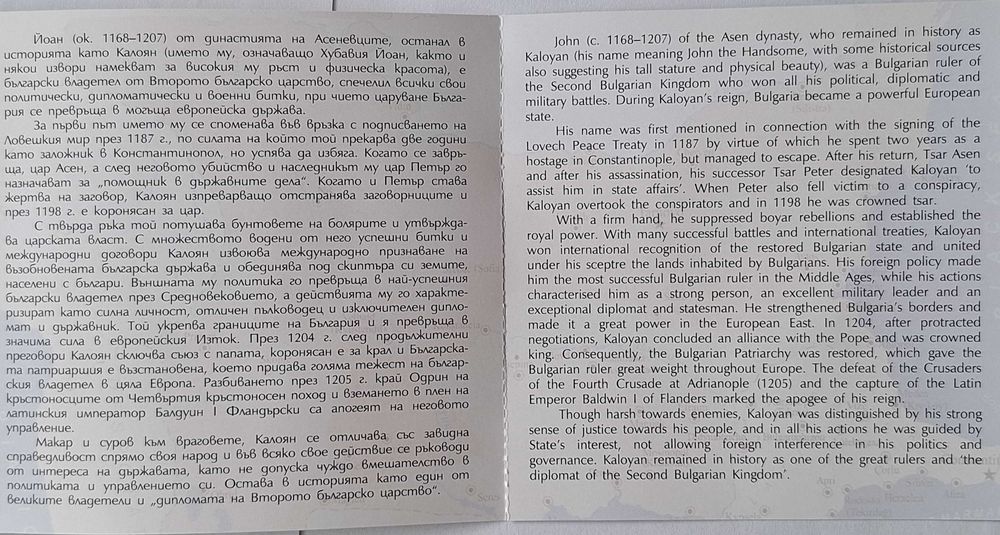 Йоан (ок. 1168–1207) от династията на Асеневците, останал в
историята като Калоян (името му, означаващо Хубавия Йоан, както и
някои извори намекват за високия му ръст и физическа красота), е
български владетел от Второто българско царство, спечелил всички свои
политически, дипломатически и военни битки, при чието царуване Бълга-
рия се превръща в могъща европейска държава.
За първи път името му се споменава във връзка с подписването на
Ловешкия мир през 1187 г., по силата на който той прекарва две години
като заложник в Константинопол, но успява да избяга. Когато се завръ-
ща, цар Асен, а след неговото убийство и наследникът му цар Петър го
назначават за „помощник в държавните дела“. Когато и Петър става
жертва на заговор, Калоян изпреварващо отстранява заговорниците и
през 1198 г. е коронясан за цар.
С твърда ръка той потушава бунтовете на болярите и утвържда-
ва царската власт. С множеството водени от него успешни битки и
международни договори Калоян извоюва международно признаване на
възобновената българска държава и обединява под скиптъра си земите,
населени с българи. Външната му политика го превръща в най-успешния
български владетел през Средновековието, а действията му го характе-
ризират като силна личност, отличен пълководец и изключителен дипло-
мат и държавник. Той укрепва границите на България и я превръща в
значима сила в европейския Изток. През 1204 г. след продължителни
преговори Калоян сключва съюз с папата, коронясан е за крал и Българска-
та патриаршия е възстановена, което придава голяма тежест на българ-
ския владетел в цяла Европа. Разбиването през 1205 г. край Одрин на
кръстоносците от Четвъртия кръстоносен поход и вземането в плен на
латинския император Балдуин I Фландърски са апогеят на неговото
управление.
Макар и суров към враговете, Калоян се отличава със завидна
справедливост спрямо своя народ и във всяко свое действие се ръководи
от интереса на държавата, като не допуска чуждо вмешателство в
политиката и управлението си. Остава в историята като един от
великите владетели и „дипломата на Второто българско царство“.
John (c. 1168–1207) of the Asen dynasty, who remained in history as
Kaloyan (his name meaning John the Handsome, with some historical sources
also suggesting his tall stature and physical beauty), was a Bulgarian ruler of
the Second Bulgarian Kingdom who won all his political, diplomatic and
military battles. During Kaloyan's reign, Bulgaria became a powerful European
state.
His name was first mentioned in connection with the signing of the
Lovech Peace Treaty in 1187 by virtue of which he spent two years as a
hostage in Constantinople, but managed to escape. After his return, Tsar Asen
and after his assassination, his successor Tsar Peter designated Kaloyan 'to
assist him in state affairs'. When Peter also fell victim to a conspiracy,
Kaloyan overtook the conspirators and in 1198 he was crowned tsar.
With a firm hand, he suppressed boyar rebellions and established the
royal power. With many successful battles and international treaties, Kaloyan
won international recognition of the restored Bulgarian state and united
under his sceptre the lands inhabited by Bulgarians. His foreign policy made
him the most successful Bulgarian ruler in the Middle Ages, while his actions
characterised him as a strong person, an excellent military leader and an
exceptional diplomat and statesman. He strengthened Bulgaria's borders and
made it a great power in the European East. In 1204, after protracted
negotiations, Kaloyan concluded an alliance with the Pope and was crowned
king. Consequently, the Bulgarian Patriarchy was restored, which gave the
Bulgarian ruler great weight throughout Europe. The defeat of the Crusaders
of the Fourth Crusade at Adrianople (1205) and the capture of the Latin
Emperor Baldwin I of Flanders marked the apogee of his reign.
Though harsh towards enemies, Kaloyan was distinguished by his strong
sense of justice towards his people, and in all his actions he was guided by
State's interest, not allowing foreign interference in his politics and
governance. Kaloyan remained in history as one of the great rulers and 'the
diplomat of the Second Bulgarian Kingdom'.